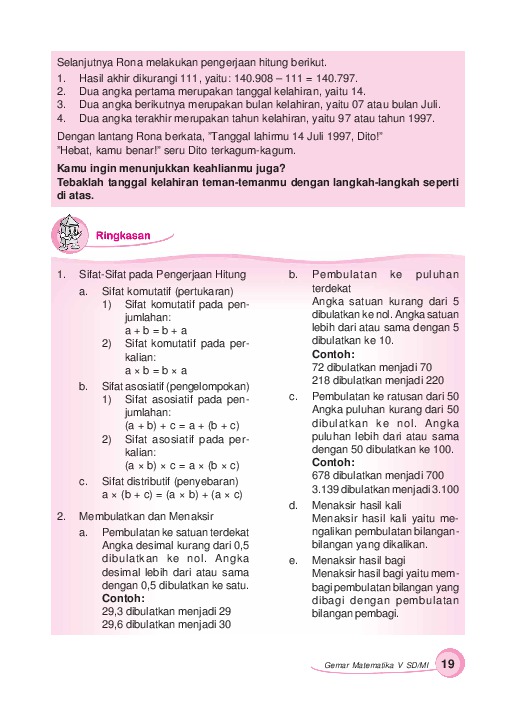 Selanjutnya Rona melakukan pengerjaan hitung berikut.
1. Hasil akhir dikurangi 111, yaitu: 140.908 – 111 = 140.797.
2. Dua angka pertama merupakan tanggal kelahiran, yaitu 14.
3. Dua angka berikutnya merupakan bulan kelahiran, yaitu 07 atau bulan Juli.
4. Dua angka terakhir merupakan tahun kelahiran, yaitu 97 atau tahun 1997.
Dengan lantang Rona berkata, ”Tanggal lahirmu 14 Juli 1997, Dito!”
”Hebat, kamu benar!” seru Dito terkagum-kagum.
Kamu ingin menunjukkan keahlianmu juga?
Tebaklah tanggal kelahiran teman-temanmu dengan langkah-langkah seperti
di atas.
Ringkasan
1. Sifat-Sifat pada Pengerjaan Hitung
a. Sifat komutatif (pertukaran)
1) Sifat komutatif pada pen-
jumlahan:
a + b = b + a
2) Sifat komutatif pada per-
kalian:
a × b = b × a
b. Sifat asosiatif (pengelompokan)
1) Sifat asosiatif pada pen-
jumlahan:
(a + b) + c = a + (b + c)
2) Sifat asosiatif pada per-
kalian:
(a × b) × c = a × (b × c)
c. Sifat distributif (penyebaran)
a × (b + c) = (a × b) + (a × c)
2. Membulatkan dan Menaksir
a. Pembulatan ke satuan terdekat
Angka desimal kurang dari 0,5
dibulatkan ke nol. Angka
desimal lebih dari atau sama
dengan 0,5 dibulatkan ke satu.
Contoh:
29,3 dibulatkan menjadi 29
29,6 dibulatkan menjadi 30
b. Pembulatan ke puluhan
terdekat
Angka satuan kurang dari 5
dibulatkan ke nol. Angka satuan
lebih dari atau sama dengan 5
dibulatkan ke 10.
Contoh:
72 dibulatkan menjadi 70
218 dibulatkan menjadi 220
c. Pembulatan ke ratusan dari 50
Angka puluhan kurang dari 50
dibulatkan ke nol. Angka
puluhan lebih dari atau sama
dengan 50 dibulatkan ke 100.
Contoh:
678 dibulatkan menjadi 700
3.139 dibulatkan menjadi 3.100
d. Menaksir hasil kali
Menaksir hasil kali yaitu me-
ngalikan pembulatan bilangan-
bilangan yang dikalikan.
e. Menaksir hasil bagi
Menaksir hasil bagi yaitu mem-
bagi pembulatan bilangan yang
dibagi dengan pembulatan
bilangan pembagi.
Gemar Matematika V SD/MI 19